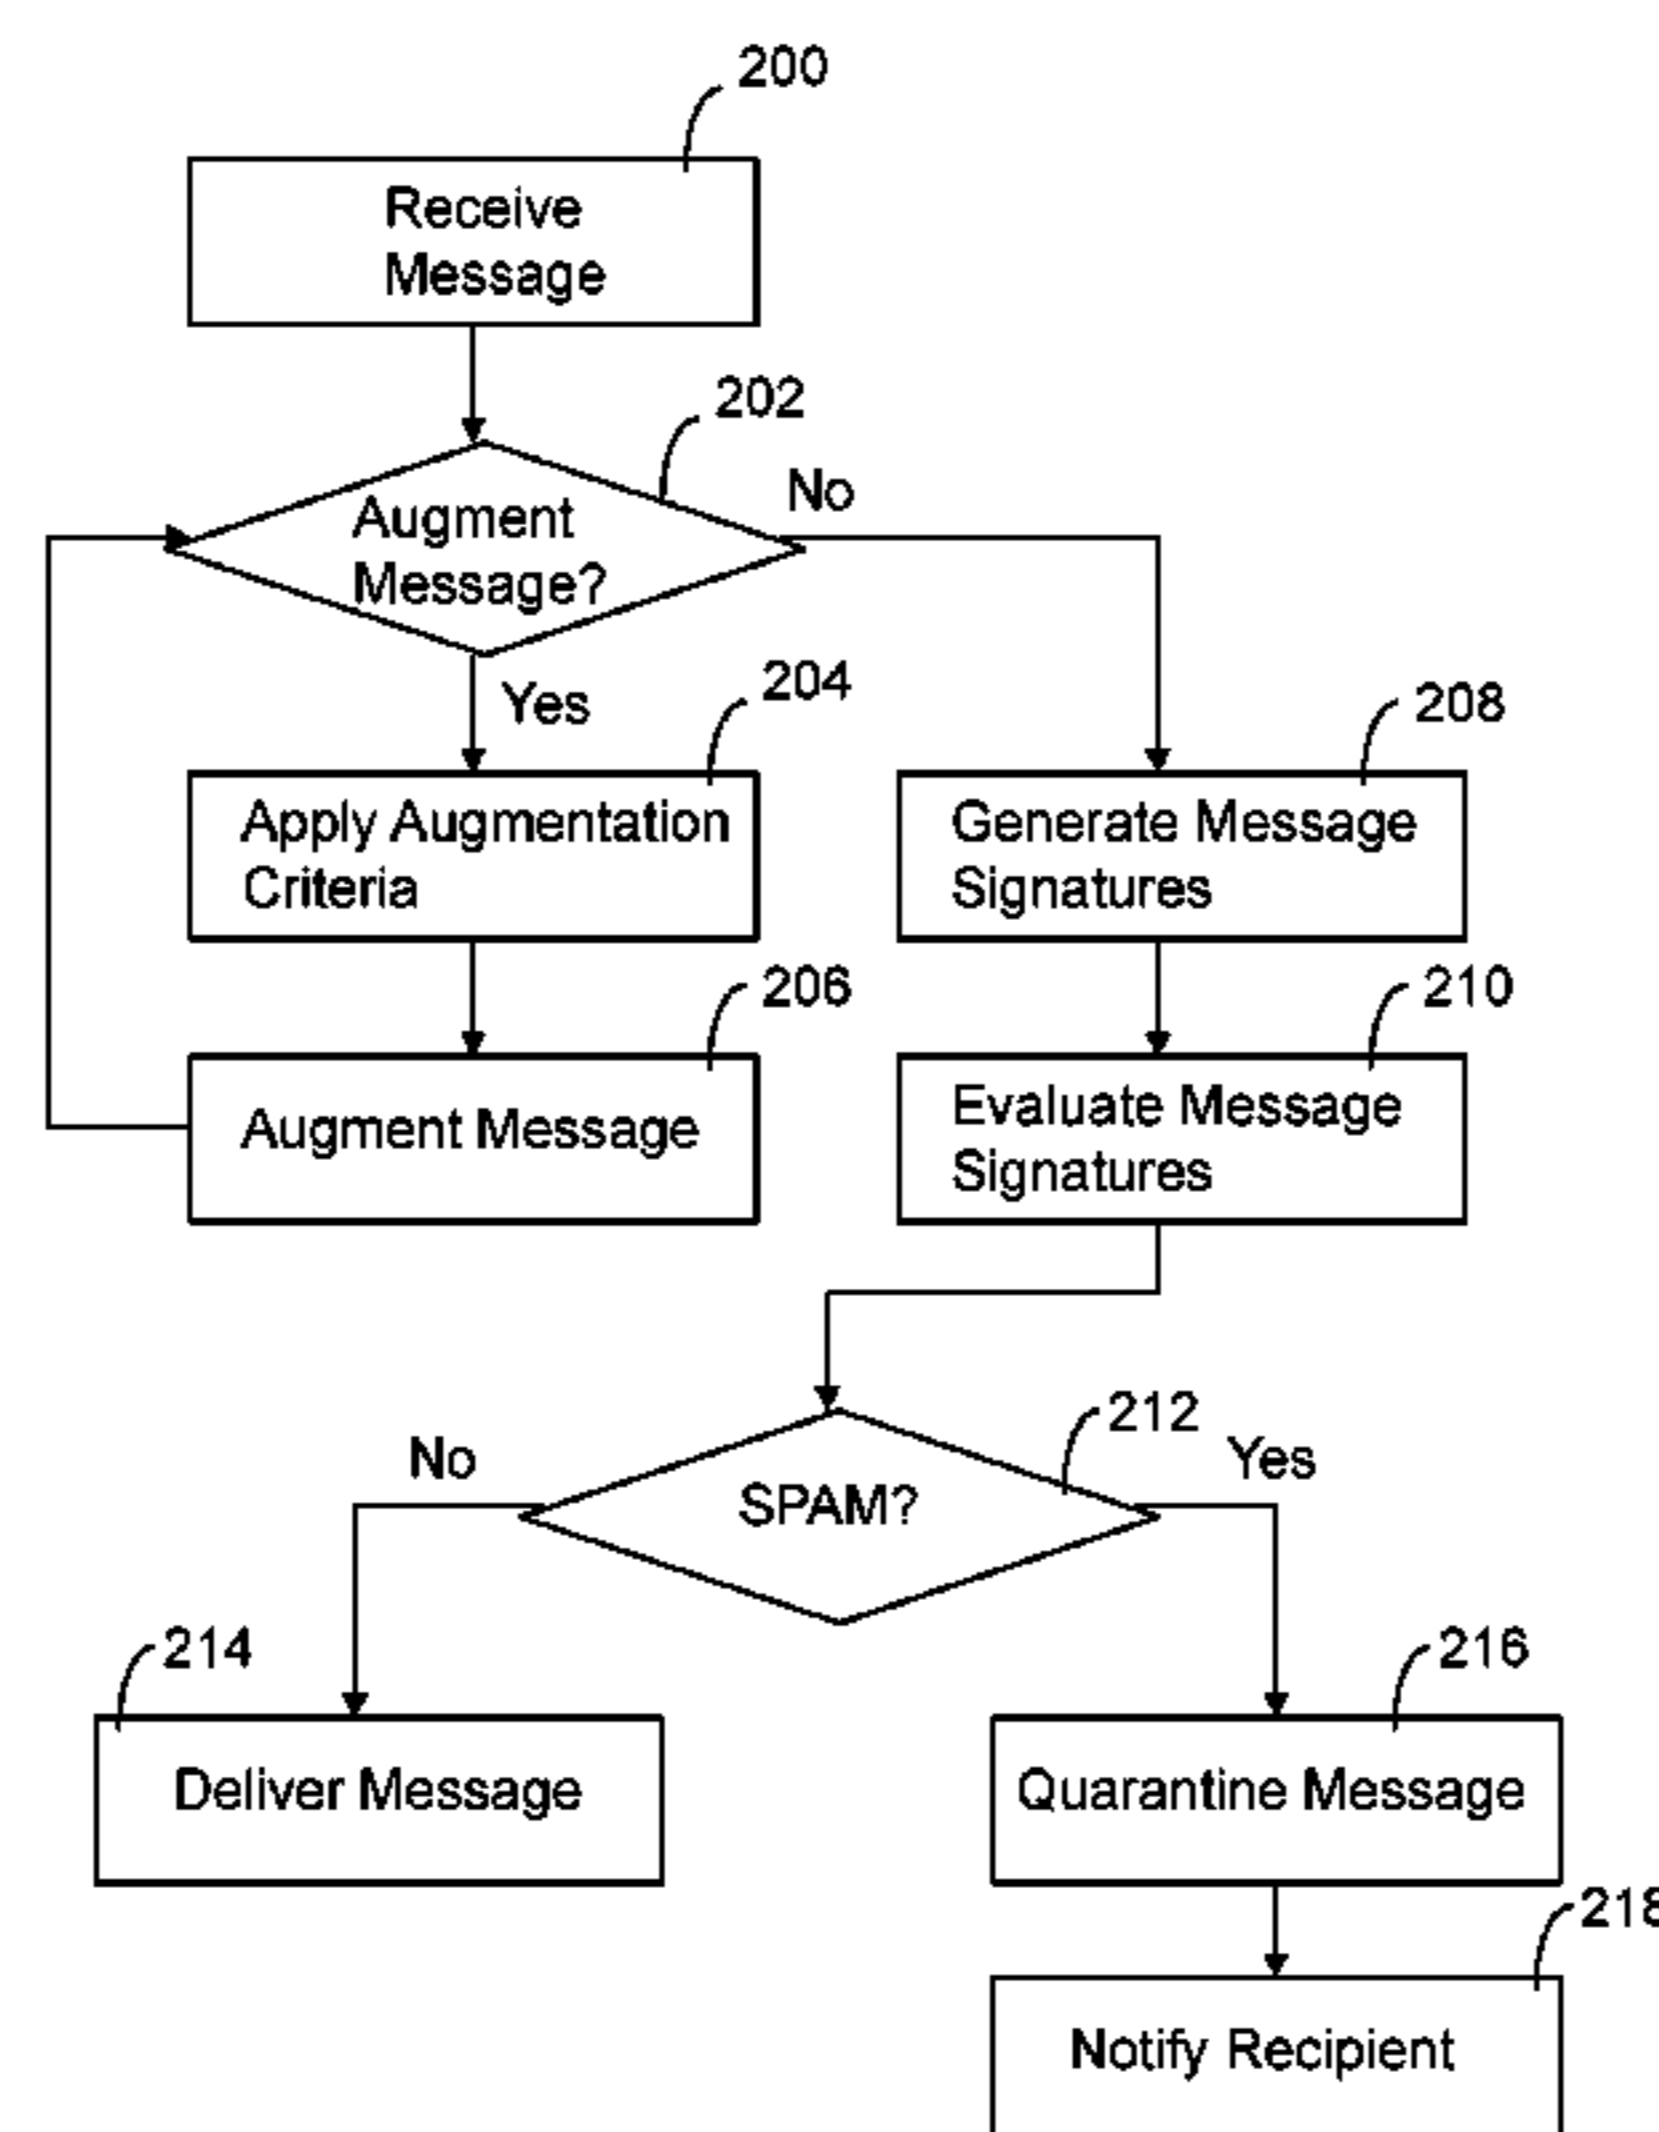 200
Receive
Message
202
Augment
Message?
No
Yes
204
Apply Augmentation
Criteria
208
Generate Message
Signatures
206
Augment Message
210
Evaluate Message
Signatures
212
SPAM?
No
Yes
214
Deliver Message
216
Quarantine Message
218
Notify Recipient